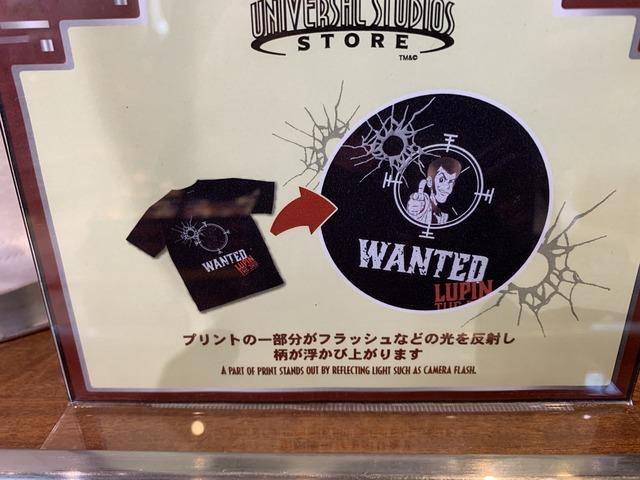 UNIVERSAL STUDIOS
STORE
TM&©
WANTED
LUPIN
WANTED
LUPIN
プリントの一部分がフラッシュなどの光を反射し
柄が浮かび上がります
A PART OF PRINT STANDS OUT BY REFLECTING LIGHT SUCH AS CAMERA FLASH.